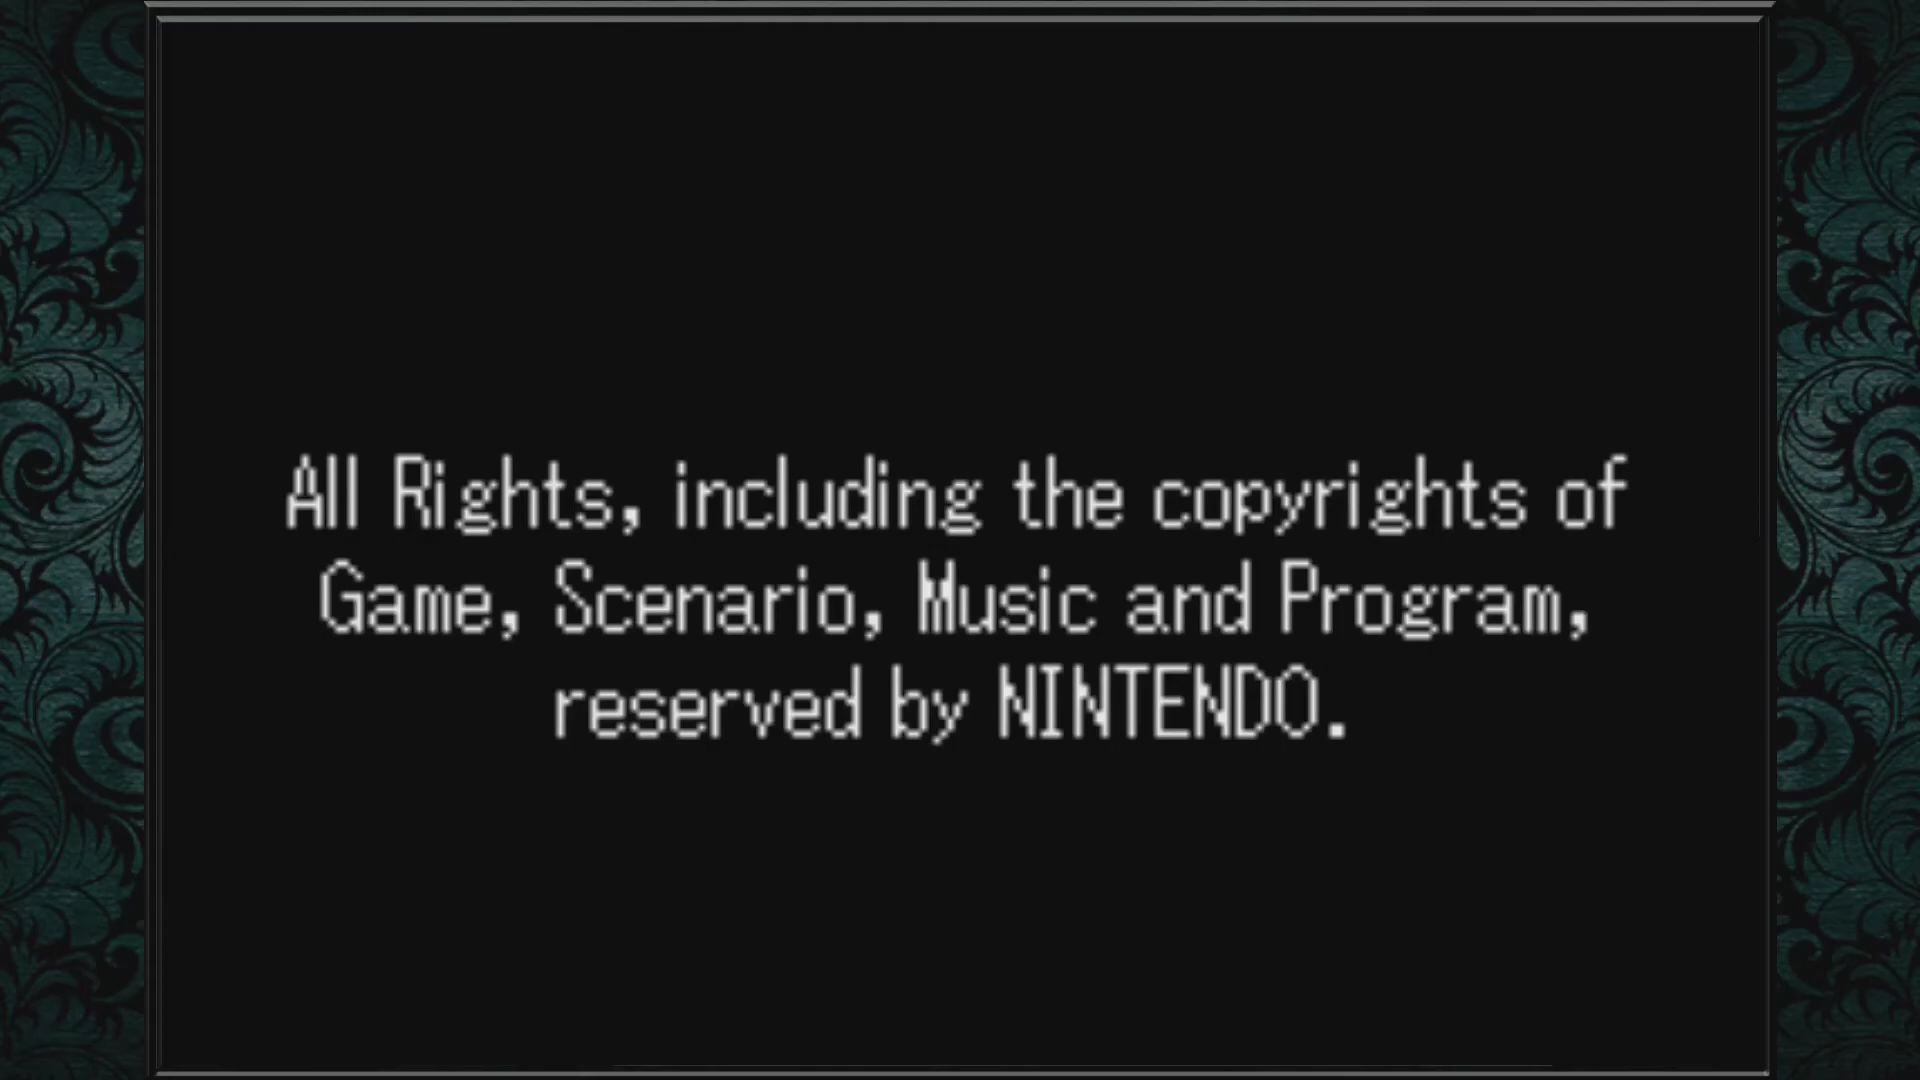 All Rights, including the copyrights of
Game, Scenario, Music and Program,
reserved by NINTENDO.